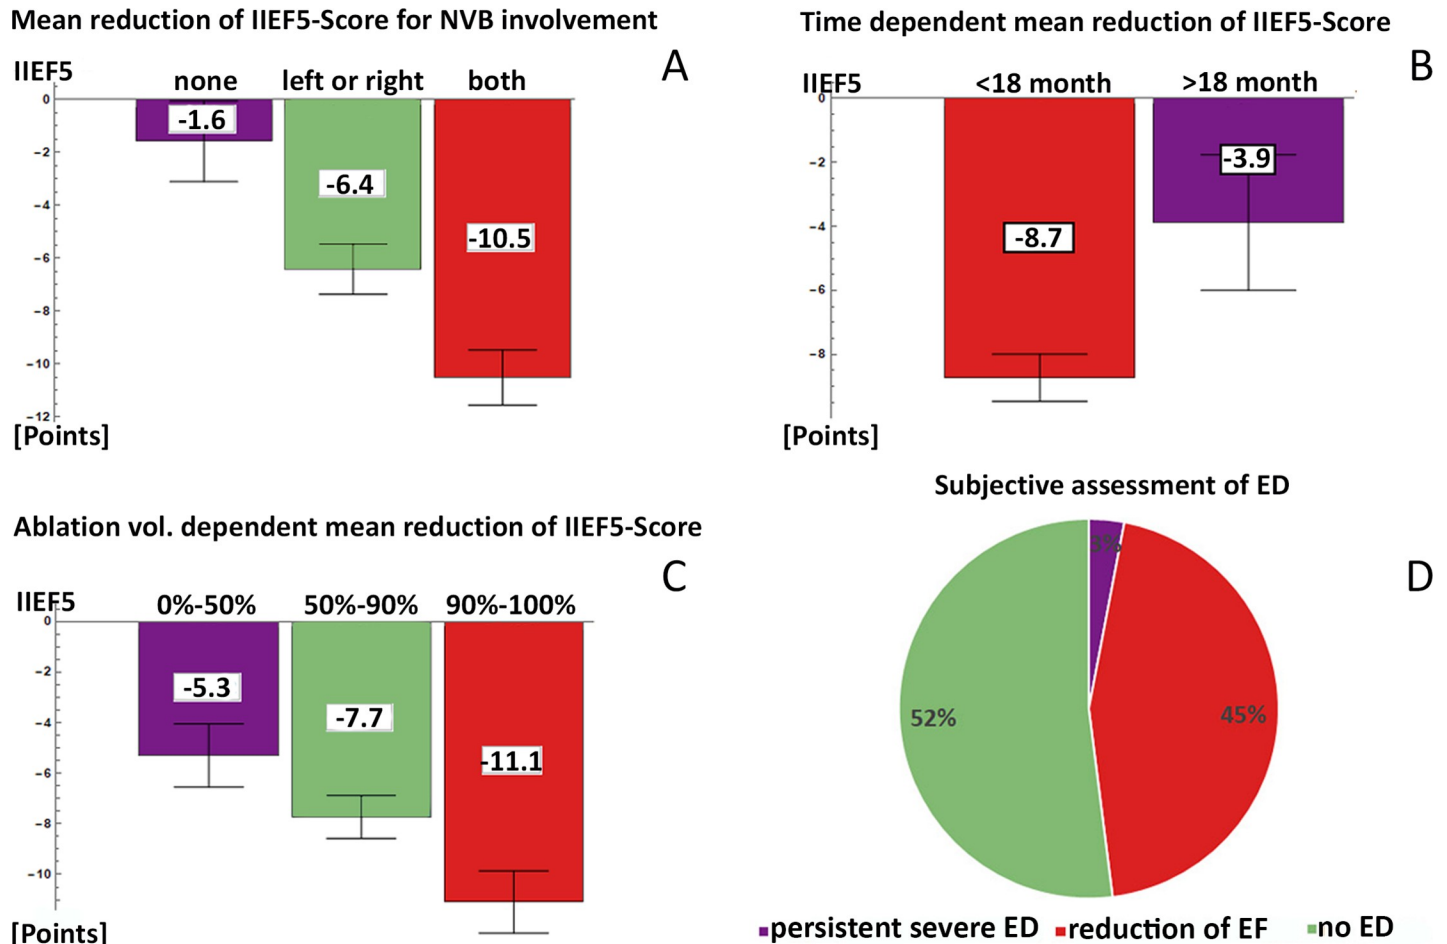 Mean reduction of IIEF5-Score for NVB involvement
A
IIEF5
none
left or right
both
0
−2
−4
−6
−8
−10
−12
-1.6
-6.4
-10.5
[Points]
Time dependent mean reduction of IIEF5-Score
B
IIEF5
<18 month
>18 month
0
−2
−4
−6
−8
-8.7
-3.9
[Points]
Ablation vol. dependent mean reduction of IIEF5-Score
C
IIEF5
0%-50%
50%-90%
90%-100%
0
−2
−4
−6
−8
−10
-5.3
-7.7
-11.1
[Points]
Subjective assessment of ED
D
3%
52%
45%
persistent severe ED
reduction of EF
no ED